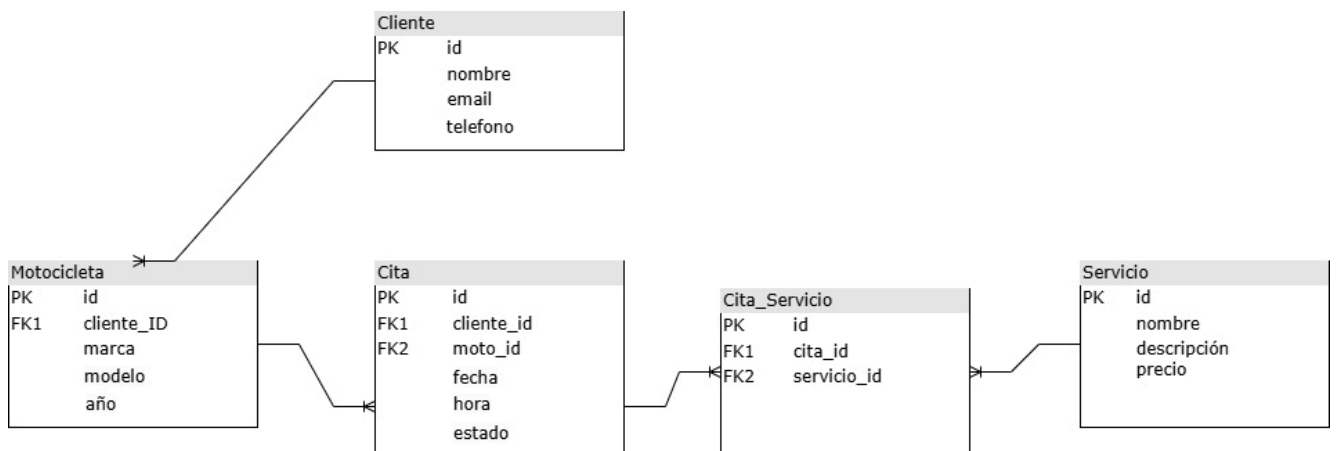 Cliente
PK id
nombre
email
telefono
Motocicleta
PK id
FK1 cliente_ID
marca
modelo
año
Cita
PK id
FK1 cliente_id
FK2 moto_id
fecha
hora
estado
Cita_Servicio
PK id
FK1 cita_id
FK2 servicio_id
Servicio
PK id
nombre
descripción
precio